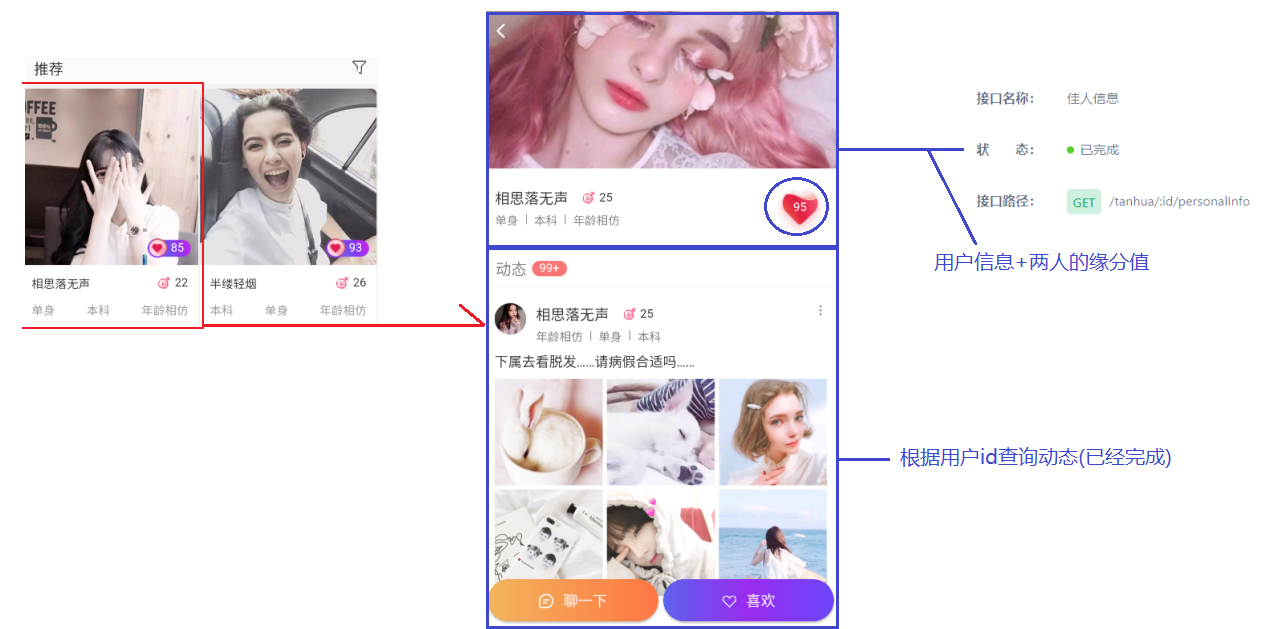 推荐
FFEE
85
93
相思落无声 22
单身 本科 年龄相仿
半缕轻烟 26
本科 单身 年龄相仿
相思落无声 25
单身 | 本科 | 年龄相仿
95
动态 99+
相思落无声 25
年龄相仿 | 单身 | 本科
下属去看脱发……请病假合适吗……
聊一下
喜欢
接口名称： 佳人信息
状 态： 已完成
接口路径： GET /tanhua/:id/personalInfo
用户信息+两人的缘分值
根据用户id查询动态(已经完成)